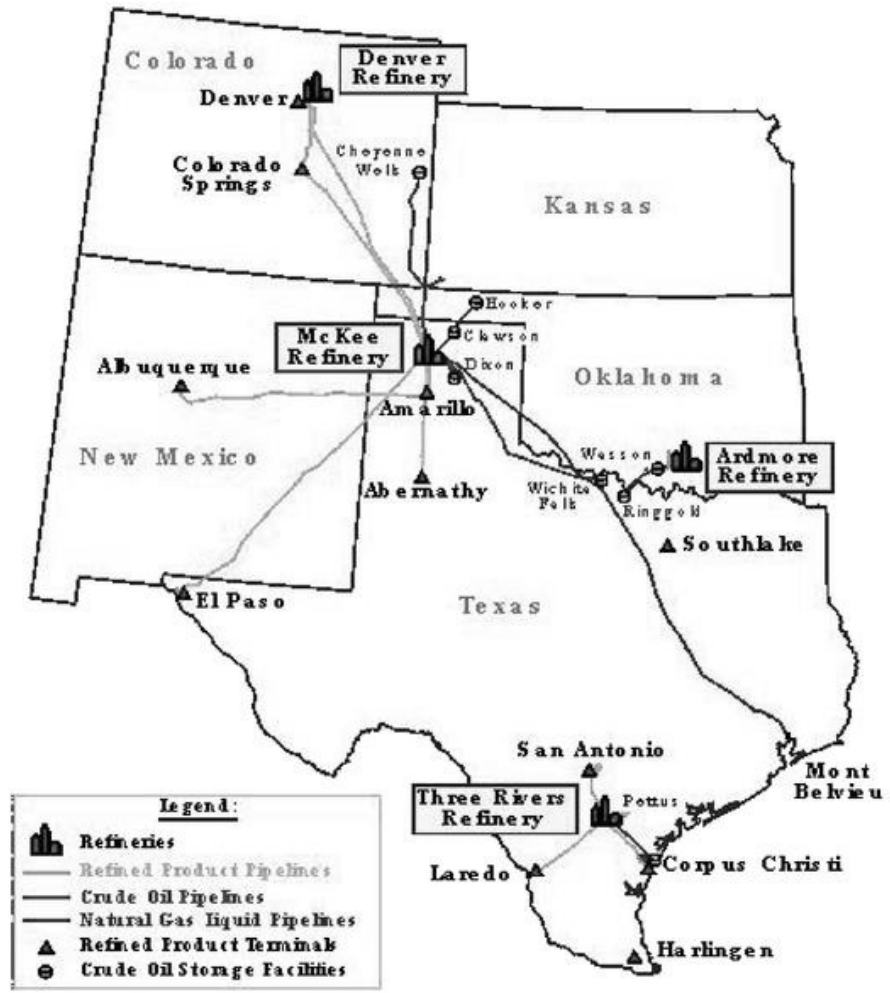 Colorado
Denver
Refinery
Denver
Colorado
Springs
Cheyenne
Wells
Kansas
Hooker
McKee
Refinery
Clawson
Dixon
Albuquerque
Oklahoma
Amarillo
New Mexico
Wasson
Ardmore
Refinery
Abernathy
Wichita
Falls
Ringgold
Southlake
El Paso
Texas
San Antonio
Mont
Belvieu
Three Rivers
Refinery
Pettus
Laredo
Corpus Christi
Harlingen
Legend:
Refineries
Refined Product Pipelines
Crude Oil Pipelines
Natural Gas liquid Pipelines
Refined Product Terminals
Crude Oil Storage Facilities